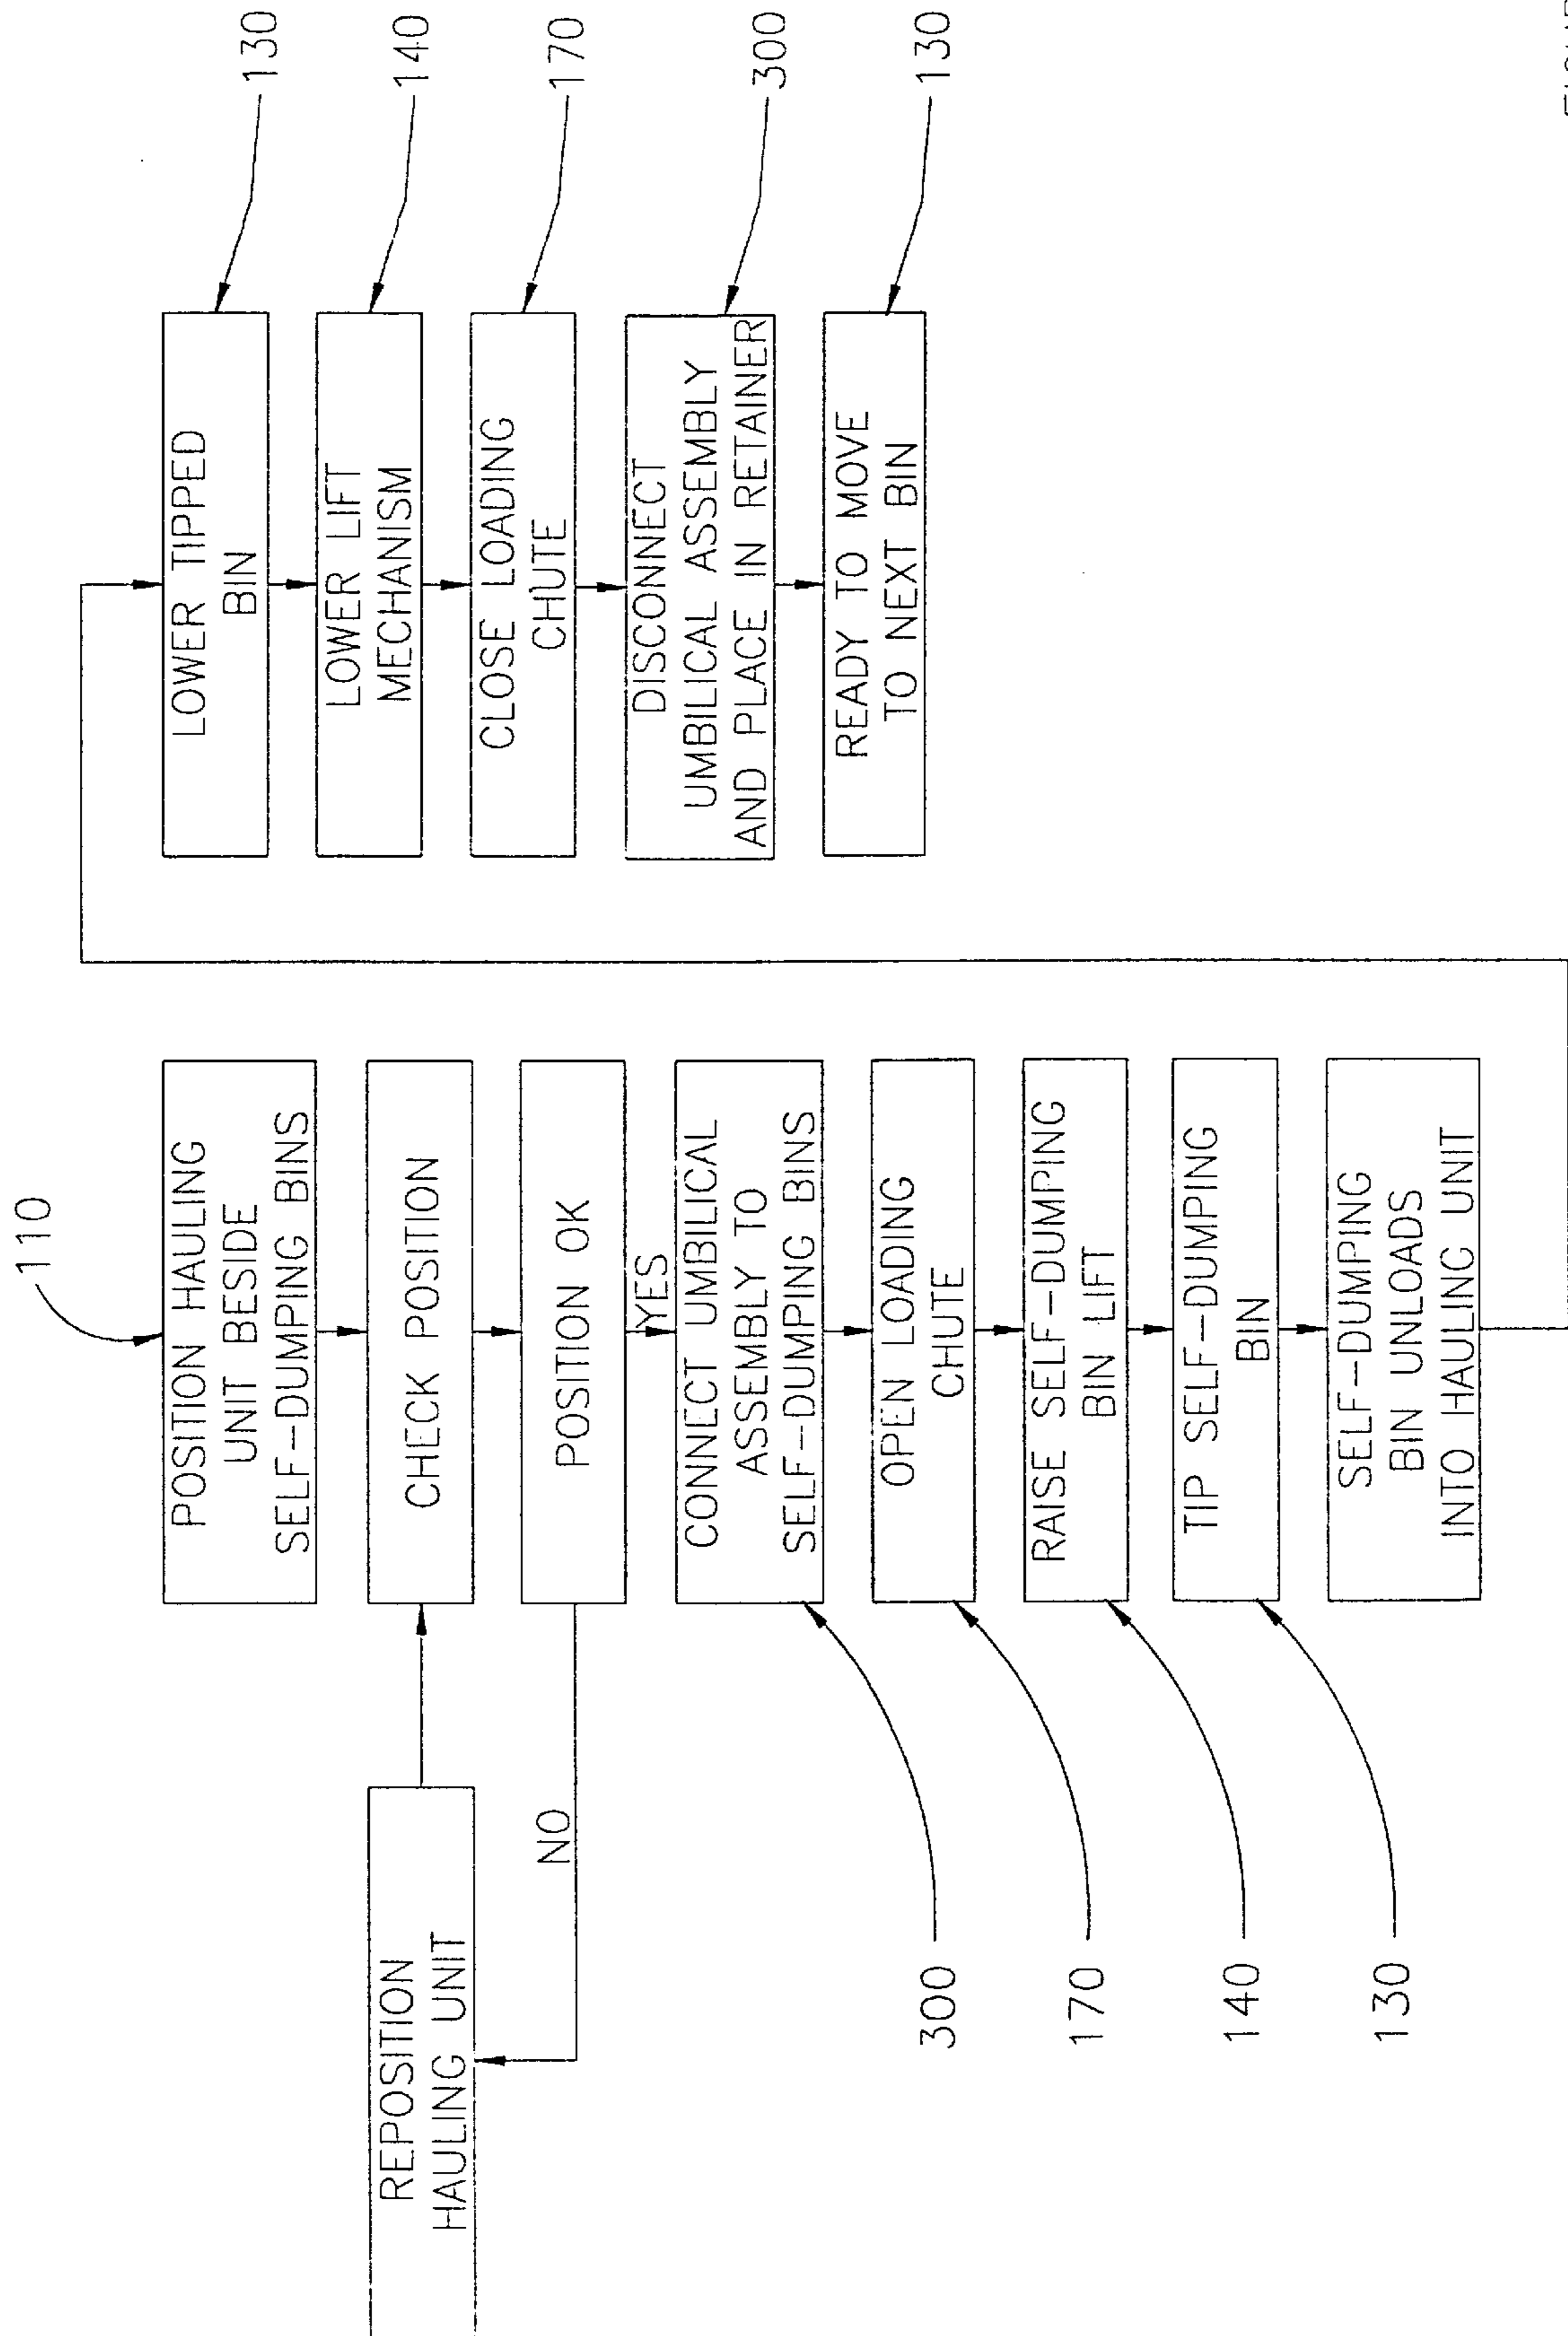 110
POSITION HAULING
UNIT BESIDE
SELF-DUMPING BINS
CHECK POSITION
POSITION OK
YES
NO
REPOSITION
HAULING UNIT
CONNECT UMBILICAL
ASSEMBLY TO
SELF-DUMPING BINS
300
OPEN LOADING
CHUTE
170
RAISE SELF-DUMPING
BIN LIFT
140
TIP SELF-DUMPING
BIN
130
SELF-DUMPING
BIN UNLOADS
INTO HAULING UNIT
LOWER TIPPED
BIN
130
LOWER LIFT
MECHANISM
140
CLOSE LOADING
CHUTE
170
DISCONNECT
UMBILICAL ASSEMBLY
AND PLACE IN RETAINER
300
READY TO MOVE
TO NEXT BIN
130